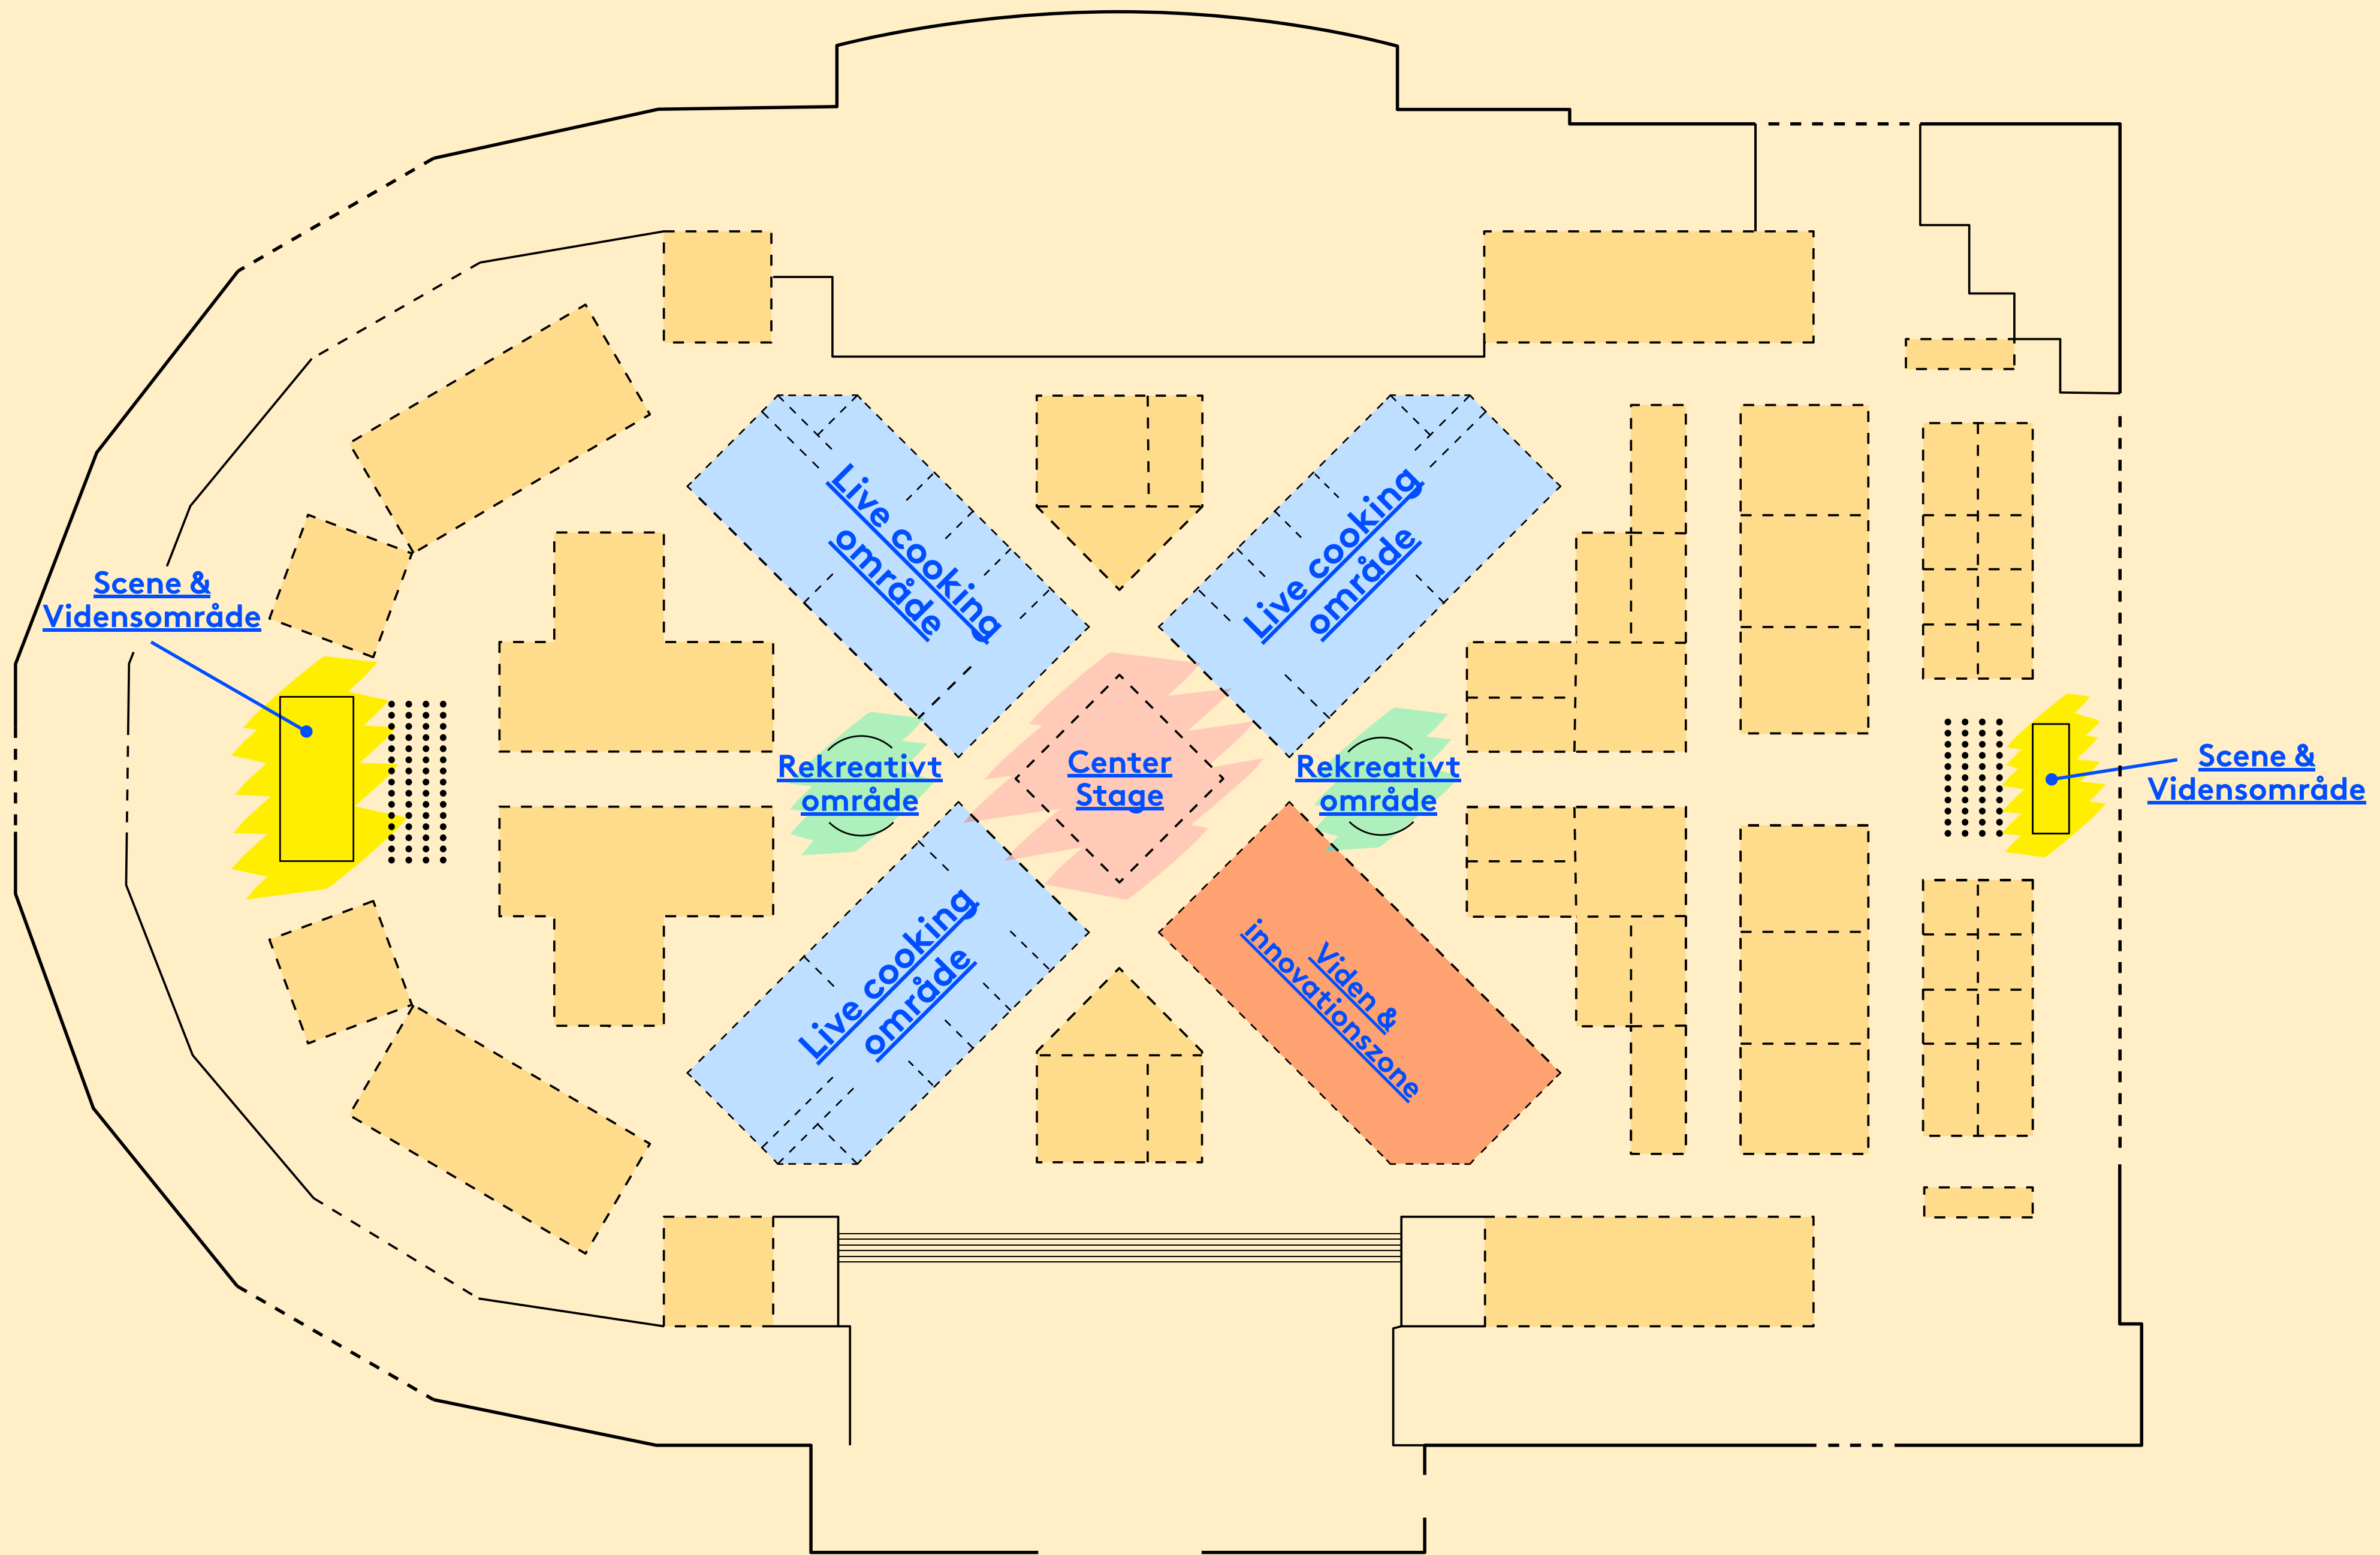 Live cooking
område
Live cooking
område
Scene &
Vidensområde
Rekreativt
område
Center
Stage
Rekreativt
område
Scene &
Vidensområde
Live cooking
område
Viden &
innovationszone